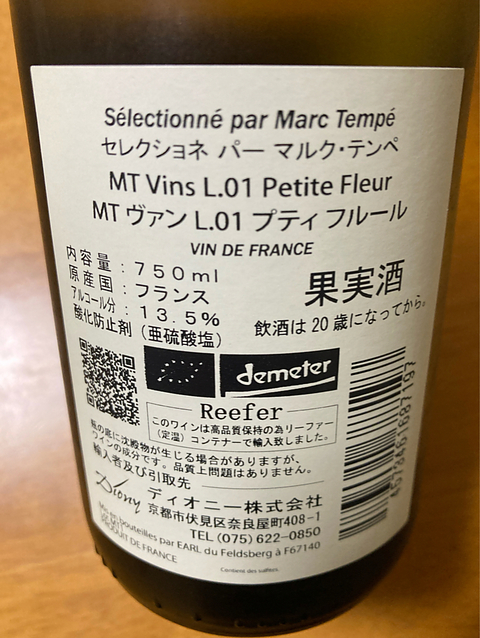 Sélectionné par Marc Tempé
セレクショネ パー マルク・テンペ
MT Vins L.01 Petite Fleur
MT ヴァン L.01 プティ フルール
VIN DE FRANCE
内容量 : 750ml
原産国 : フランス
アルコール分 : 13.5%
酸化防止剤（亜硫酸塩）
果実酒
飲酒は20歳になってから。
demeter
Reefer
このワインは高品質保持の為リーファー
（定温）コンテナーで輸入致しました。
瓶の底に沈殿物が生じる場合がありますが、
ワインの成分です。品質上問題はありません。
輸入者及び引取先
Diony ディオニー株式会社
京都市伏見区奈良屋町408-1
TEL(075)622-0850
Mis en bouteilles par EARL du Feldsberg à F67140
PRODUIT DE FRANCE
Contient des sulfites.